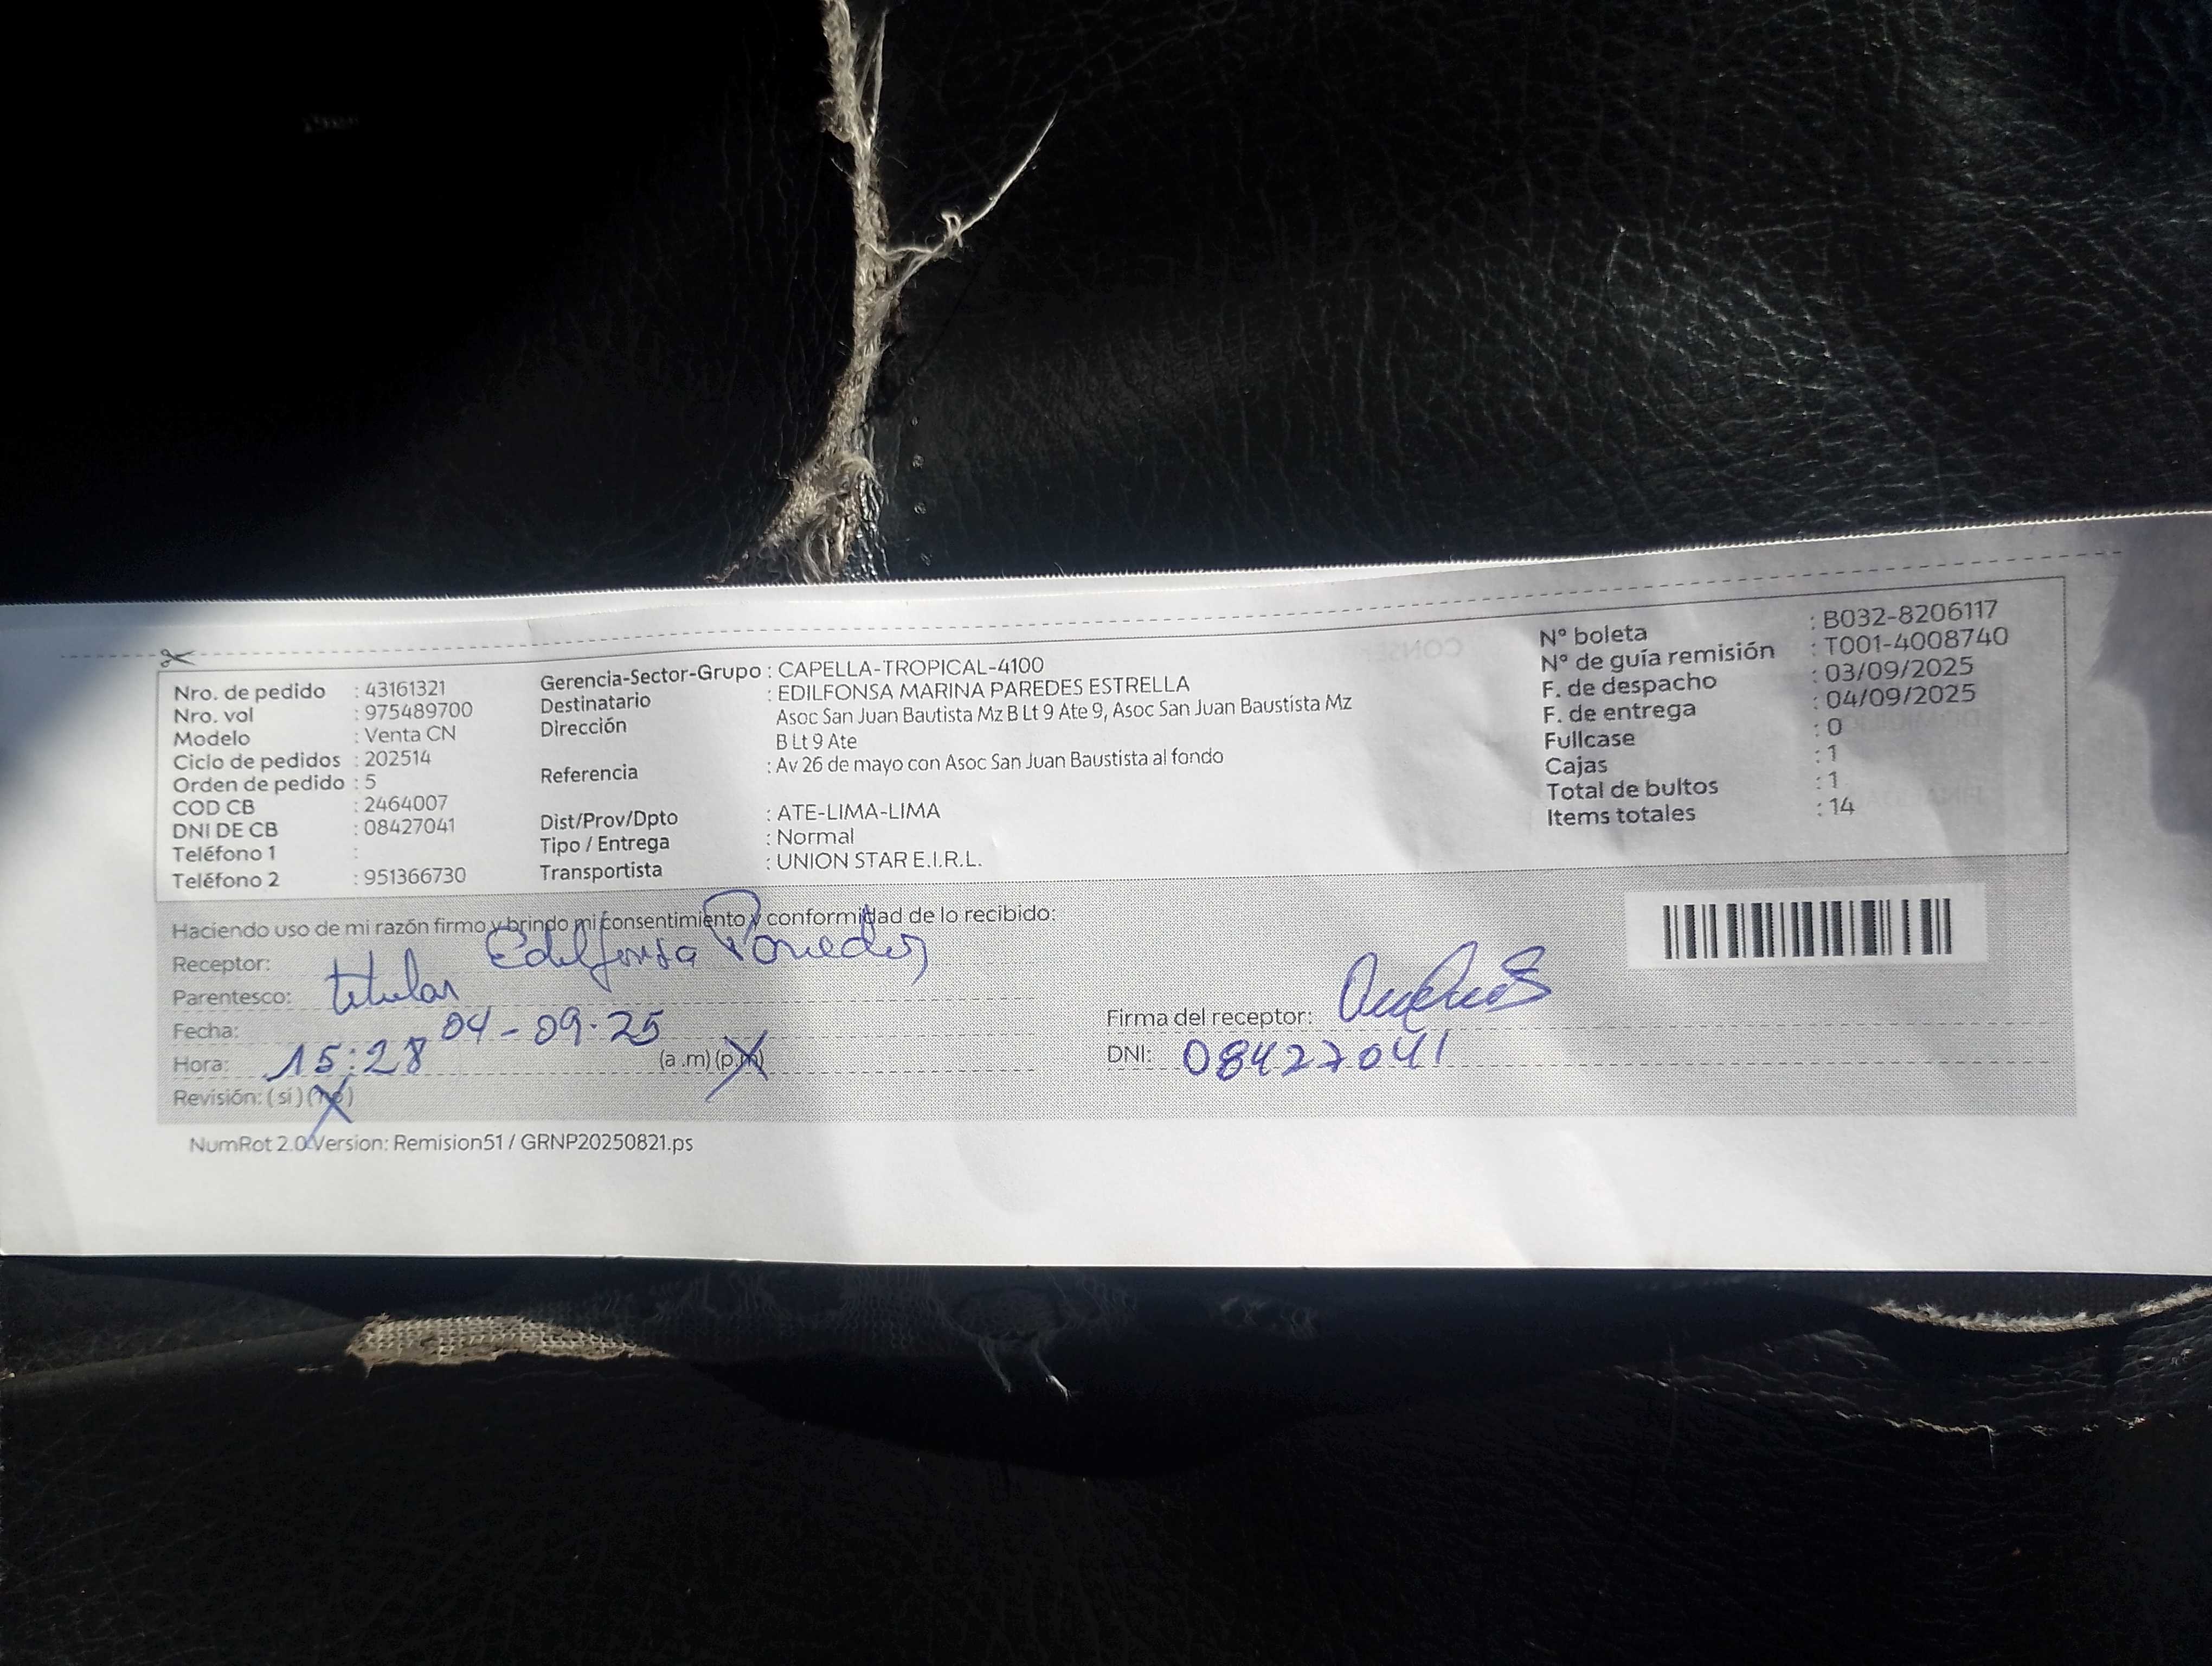 Nro. de pedido : 43161321
Nro. vol : 975489700
Modelo : Venta CN
Ciclo de pedidos : 202514
Orden de pedido : 5
COD CB : 2464007
DNI DE CB : 08427041
Teléfono 1 :
Teléfono 2 : 951366730
Gerencia-Sector-Grupo : CAPELLA-TROPICAL-4100
Destinatario : EDILFONSA MARINA PAREDES ESTRELLA
Dirección Asoc San Juan Bautista Mz B Lt 9 Ate 9, Asoc San Juan Baustista Mz
B Lt 9 Ate
Referencia : Av 26 de mayo con Asoc San Juan Baustista al fondo
Dist/Prov/Dpto : ATE-LIMA-LIMA
Tipo / Entrega : Normal
Transportista : UNION STAR E.I.R.L.
N° boleta : B032-8206117
N° de guía remisión : T001-4008740
F. de despacho : 03/09/2025
F. de entrega : 04/09/2025
Fullcase : 0
Cajas : 1
Total de bultos : 1
Items totales : 14
Haciendo uso de mi razón firmo y brindo mi consentimiento y conformidad de lo recibido:
Receptor: Edilfonsa Paredes
Parentesco: titular
Fecha: 04-09-25
Hora: 15:28 (a.m) (p.m)
Revisión: (si) (no)
Firma del receptor:
DNI: 08427041
NumRot 2.0 Version: Remision51 / GRNP20250821.ps